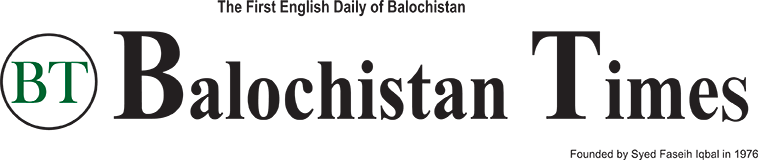 The First English Daily of Balochistan
BT Balochistan Times
Founded by Syed Faseih Iqbal in 1976